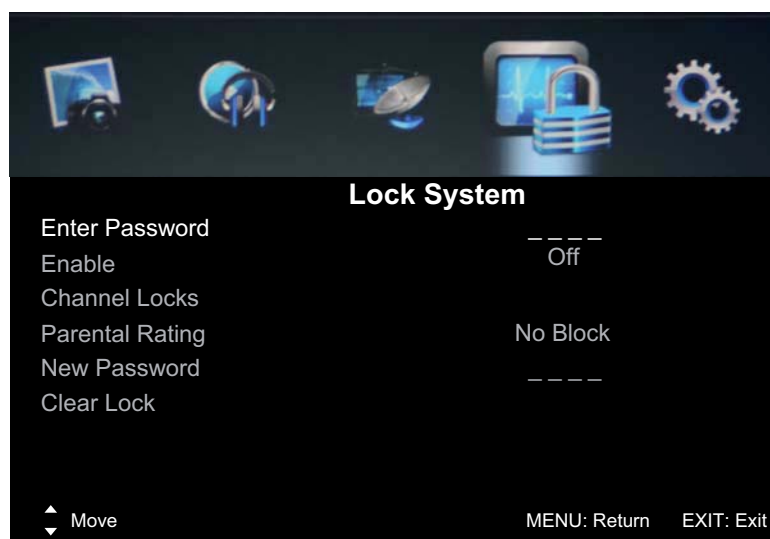 Lock System
Enter Password _ _ _ _
Enable Off
Channel Locks
Parental Rating No Block
New Password _ _ _ _
Clear Lock
Move MENU: Return EXIT: Exit